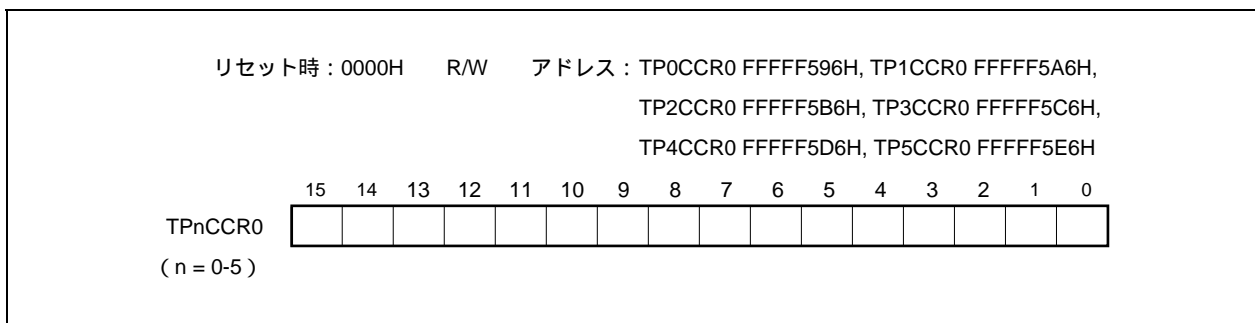 リセット時：0000H R/W アドレス：TP0CCR0 FFFFF596H, TP1CCR0 FFFFF5A6H,
TP2CCR0 FFFFF5B6H, TP3CCR0 FFFFF5C6H,
TP4CCR0 FFFFF5D6H, TP5CCR0 FFFFF5E6H
15 14 13 12 11 10 9 8 7 6 5 4 3 2 1 0
TPnCCR0
（n = 0-5）